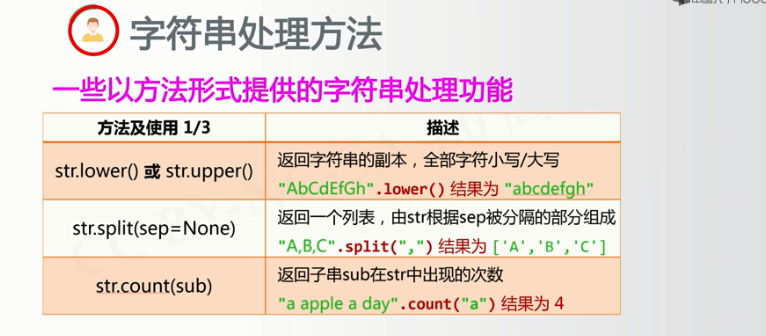 字符串处理方法
一些以方法形式提供的字符串处理功能
方法及使用 1/3
描述
str.lower() 或 str.upper()
返回字符串的副本，全部字符小写/大写
"AbCdEfGh".lower() 结果为 "abcdefgh"
str.split(sep=None)
返回一个列表，由str根据sep被分隔的部分组成
"A,B,C".split(",") 结果为 ['A','B','C']
str.count(sub)
返回子串sub在str中出现的次数
"a apple a day".count("a") 结果为 4